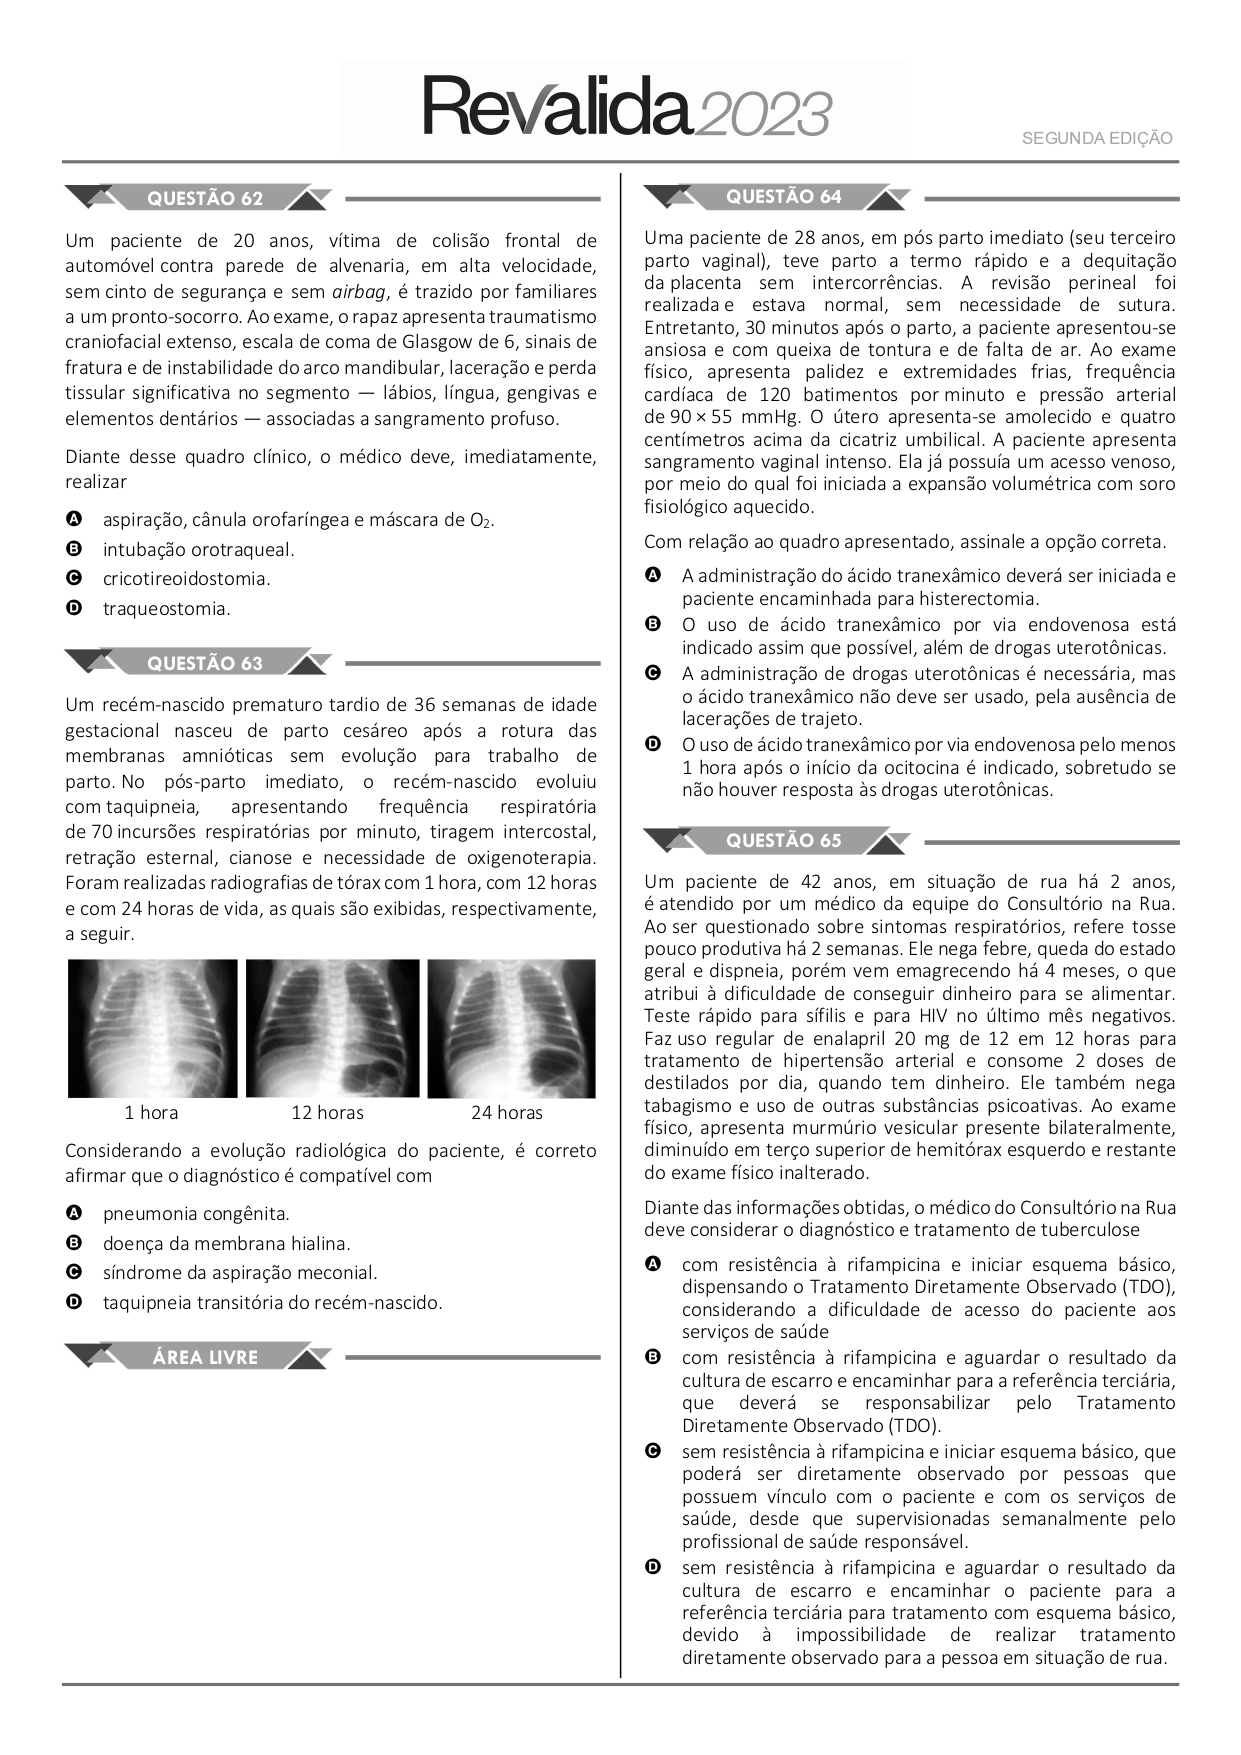 Revalida2023
SEGUNDA EDIÇÃO
QUESTÃO 62
Um paciente de 20 anos, vítima de colisão frontal de
automóvel contra parede de alvenaria, em alta velocidade,
sem cinto de segurança e sem airbag, é trazido por familiares
a um pronto-socorro. Ao exame, o rapaz apresenta traumatismo
craniofacial extenso, escala de coma de Glasgow de 6, sinais de
fratura e de instabilidade do arco mandibular, laceração e perda
tissular significativa no segmento — lábios, língua, gengivas e
elementos dentários — associadas a sangramento profuso.
Diante desse quadro clínico, o médico deve, imediatamente,
realizar
A aspiração, cânula orofaríngea e máscara de O₂.
B intubação orotraqueal.
C cricotireoidostomia.
D traqueostomia.
QUESTÃO 63
Um recém-nascido prematuro tardio de 36 semanas de idade
gestacional nasceu de parto cesáreo após a rotura das
membranas amnióticas sem evolução para trabalho de
parto. No pós-parto imediato, o recém-nascido evoluiu
com taquipneia, apresentando frequência respiratória
de 70 incursões respiratórias por minuto, tiragem intercostal,
retração esternal, cianose e necessidade de oxigenoterapia.
Foram realizadas radiografias de tórax com 1 hora, com 12 horas
e com 24 horas de vida, as quais são exibidas, respectivamente,
a seguir.
1 hora 12 horas 24 horas
Considerando a evolução radiológica do paciente, é correto
afirmar que o diagnóstico é compatível com
A pneumonia congênita.
B doença da membrana hialina.
C síndrome da aspiração meconial.
D taquipneia transitória do recém-nascido.
ÁREA LIVRE
QUESTÃO 64
Uma paciente de 28 anos, em pós parto imediato (seu terceiro
parto vaginal), teve parto a termo rápido e a dequitação
da placenta sem intercorrências. A revisão perineal foi
realizada e estava normal, sem necessidade de sutura.
Entretanto, 30 minutos após o parto, a paciente apresentou-se
ansiosa e com queixa de tontura e de falta de ar. Ao exame
físico, apresenta palidez e extremidades frias, frequência
cardíaca de 120 batimentos por minuto e pressão arterial
de 90 × 55 mmHg. O útero apresenta-se amolecido e quatro
centímetros acima da cicatriz umbilical. A paciente apresenta
sangramento vaginal intenso. Ela já possuía um acesso venoso,
por meio do qual foi iniciada a expansão volumétrica com soro
fisiológico aquecido.
Com relação ao quadro apresentado, assinale a opção correta.
A A administração do ácido tranexâmico deverá ser iniciada e
paciente encaminhada para histerectomia.
B O uso de ácido tranexâmico por via endovenosa está
indicado assim que possível, além de drogas uterotônicas.
C A administração de drogas uterotônicas é necessária, mas
o ácido tranexâmico não deve ser usado, pela ausência de
lacerações de trajeto.
D O uso de ácido tranexâmico por via endovenosa pelo menos
1 hora após o início da ocitocina é indicado, sobretudo se
não houver resposta às drogas uterotônicas.
QUESTÃO 65
Um paciente de 42 anos, em situação de rua há 2 anos,
é atendido por um médico da equipe do Consultório na Rua.
Ao ser questionado sobre sintomas respiratórios, refere tosse
pouco produtiva há 2 semanas. Ele nega febre, queda do estado
geral e dispneia, porém vem emagrecendo há 4 meses, o que
atribui à dificuldade de conseguir dinheiro para se alimentar.
Teste rápido para sífilis e para HIV no último mês negativos.
Faz uso regular de enalapril 20 mg de 12 em 12 horas para
tratamento de hipertensão arterial e consome 2 doses de
destilados por dia, quando tem dinheiro. Ele também nega
tabagismo e uso de outras substâncias psicoativas. Ao exame
físico, apresenta murmúrio vesicular presente bilateralmente,
diminuído em terço superior de hemitórax esquerdo e restante
do exame físico inalterado.
Diante das informações obtidas, o médico do Consultório na Rua
deve considerar o diagnóstico e tratamento de tuberculose
A com resistência à rifampicina e iniciar esquema básico,
dispensando o Tratamento Diretamente Observado (TDO),
considerando a dificuldade de acesso do paciente aos
serviços de saúde
B com resistência à rifampicina e aguardar o resultado da
cultura de escarro e encaminhar para a referência terciária,
que deverá se responsabilizar pelo Tratamento
Diretamente Observado (TDO).
C sem resistência à rifampicina e iniciar esquema básico, que
poderá ser diretamente observado por pessoas que
possuem vínculo com o paciente e com os serviços de
saúde, desde que supervisionadas semanalmente pelo
profissional de saúde responsável.
D sem resistência à rifampicina e aguardar o resultado da
cultura de escarro e encaminhar o paciente para a
referência terciária para tratamento com esquema básico,
devido à impossibilidade de realizar tratamento
diretamente observado para a pessoa em situação de rua.